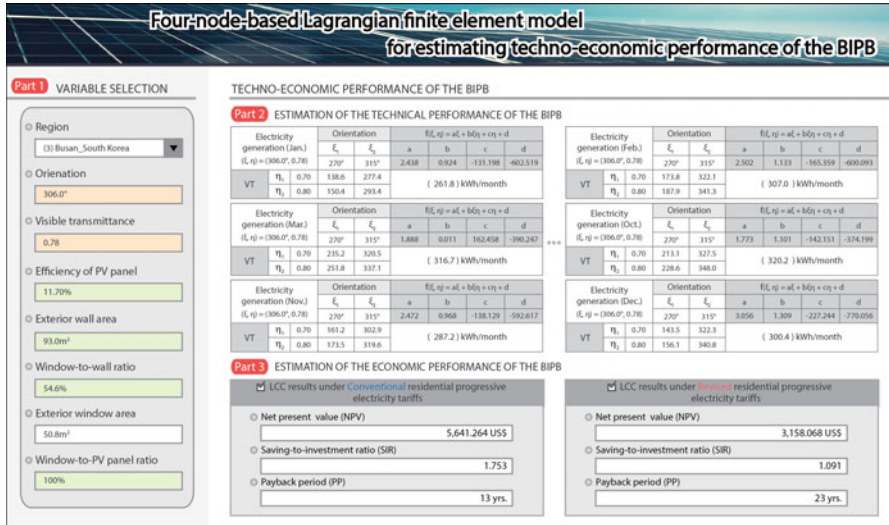 Four-node-based Lagrangian finite element model
for estimating techno-economic performance of the BIPB
Part 1 VARIABLE SELECTION
Region
(3) Busan_South Korea
Orienation
306.0°
Visible transmittance
0.78
Efficiency of PV panel
11.70%
Exterior wall area
93.0m²
Window-to-wall ratio
54.6%
Exterior window area
50.8m²
Window-to-PV panel ratio
100%
TECHNO-ECONOMIC PERFORMANCE OF THE BIPB
Part 2 ESTIMATION OF THE TECHNICAL PERFORMANCE OF THE BIPB
Electricity generation (Jan.) Orientation f(ξ, η) = aξ + bξη + cη + d
ξ₁ ξ₂ a b c d
(ξ, η) = (306.0°, 0.78) 270° 315° 2.438 0.924 -131.198 -602.519
VT η₁ 0.70 138.6 277.4 ( 261.8 ) kWh/month
η₂ 0.80 150.4 293.4
Electricity generation (Feb.) Orientation f(ξ, η) = aξ + bξη + cη + d
ξ₁ ξ₂ a b c d
(ξ, η) = (306.0°, 0.78) 270° 315° 2.502 1.133 -165.359 -600.093
VT η₁ 0.70 173.8 322.1 ( 307.0 ) kWh/month
η₂ 0.80 187.9 341.3
Electricity generation (Mar.) Orientation f(ξ, η) = aξ + bξη + cη + d
ξ₁ ξ₂ a b c d
(ξ, η) = (306.0°, 0.78) 270° 315° 1.888 0.011 162.458 -390.247
VT η₁ 0.70 235.2 320.5 ( 316.7 ) kWh/month
η₂ 0.80 251.8 337.1
Electricity generation (Oct.) Orientation f(ξ, η) = aξ + bξη + cη + d
ξ₁ ξ₂ a b c d
(ξ, η) = (306.0°, 0.78) 270° 315° 1.773 1.101 -142.151 -374.199
VT η₁ 0.70 213.1 327.5 ( 320.2 ) kWh/month
η₂ 0.80 228.6 348.0
Electricity generation (Nov.) Orientation f(ξ, η) = aξ + bξη + cη + d
ξ₁ ξ₂ a b c d
(ξ, η) = (306.0°, 0.78) 270° 315° 2.472 0.968 -138.129 -592.617
VT η₁ 0.70 161.2 302.9 ( 287.2 ) kWh/month
η₂ 0.80 173.5 319.6
Electricity generation (Dec.) Orientation f(ξ, η) = aξ + bξη + cη + d
ξ₁ ξ₂ a b c d
(ξ, η) = (306.0°, 0.78) 270° 315° 3.056 1.309 -227.244 -770.056
VT η₁ 0.70 143.5 322.3 ( 300.4 ) kWh/month
η₂ 0.80 156.1 340.8
Part 3 ESTIMATION OF THE ECONOMIC PERFORMANCE OF THE BIPB
LCC results under Conventional residential progressive
electricity tariffs
Net present value (NPV)
5,641.264 US$
Saving-to-investment ratio (SIR)
1.753
Payback period (PP)
13 yrs.
LCC results under Revised residential progressive
electricity tariffs
Net present value (NPV)
3,158.068 US$
Saving-to-investment ratio (SIR)
1.091
Payback period (PP)
23 yrs.